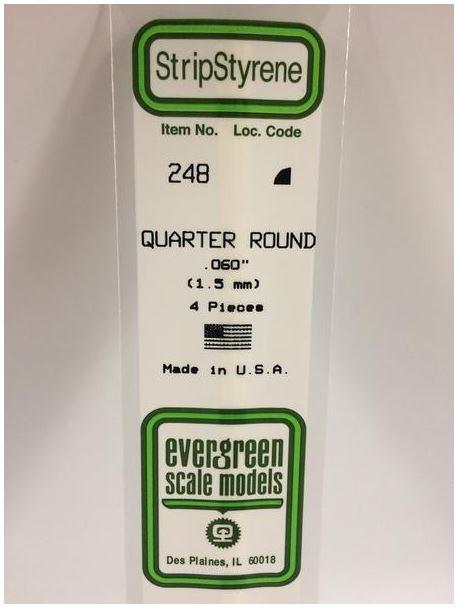 StripStyrene
Item No. Loc. Code
248
QUARTER ROUND
.060"
(1.5 mm)
4 Pieces
Made in U.S.A.
evergreen
scale models
Des Plaines, IL 60018